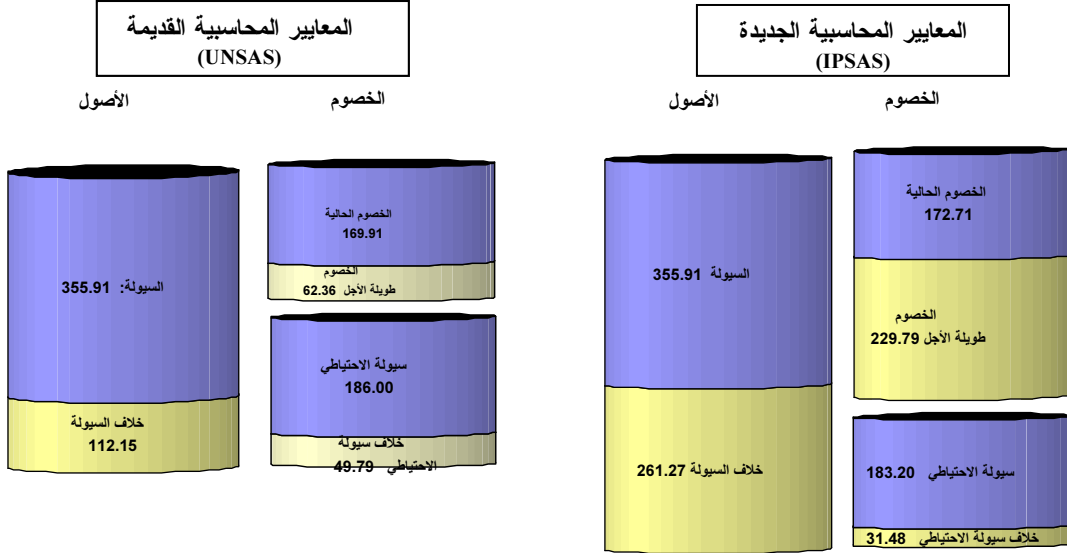 المعايير المحاسبية الجديدة
(IPSAS)
الخصوم
الأصول
الخصوم الحالية
172.71
السيولة 355.91
الخصوم
طويلة الأجل 229.79
خلاف السيولة 261.27
سيولة الاحتياطي 183.20
خلاف سيولة الاحتياطي 31.48
المعايير المحاسبية القديمة
(UNSAS)
الخصوم
الأصول
الخصوم الحالية
169.91
الخصوم
طويلة الأجل 62.36
السيولة: 355.91
سيولة الاحتياطي
186.00
خلاف السيولة
112.15
خلاف سيولة
الاحتياطي 49.79